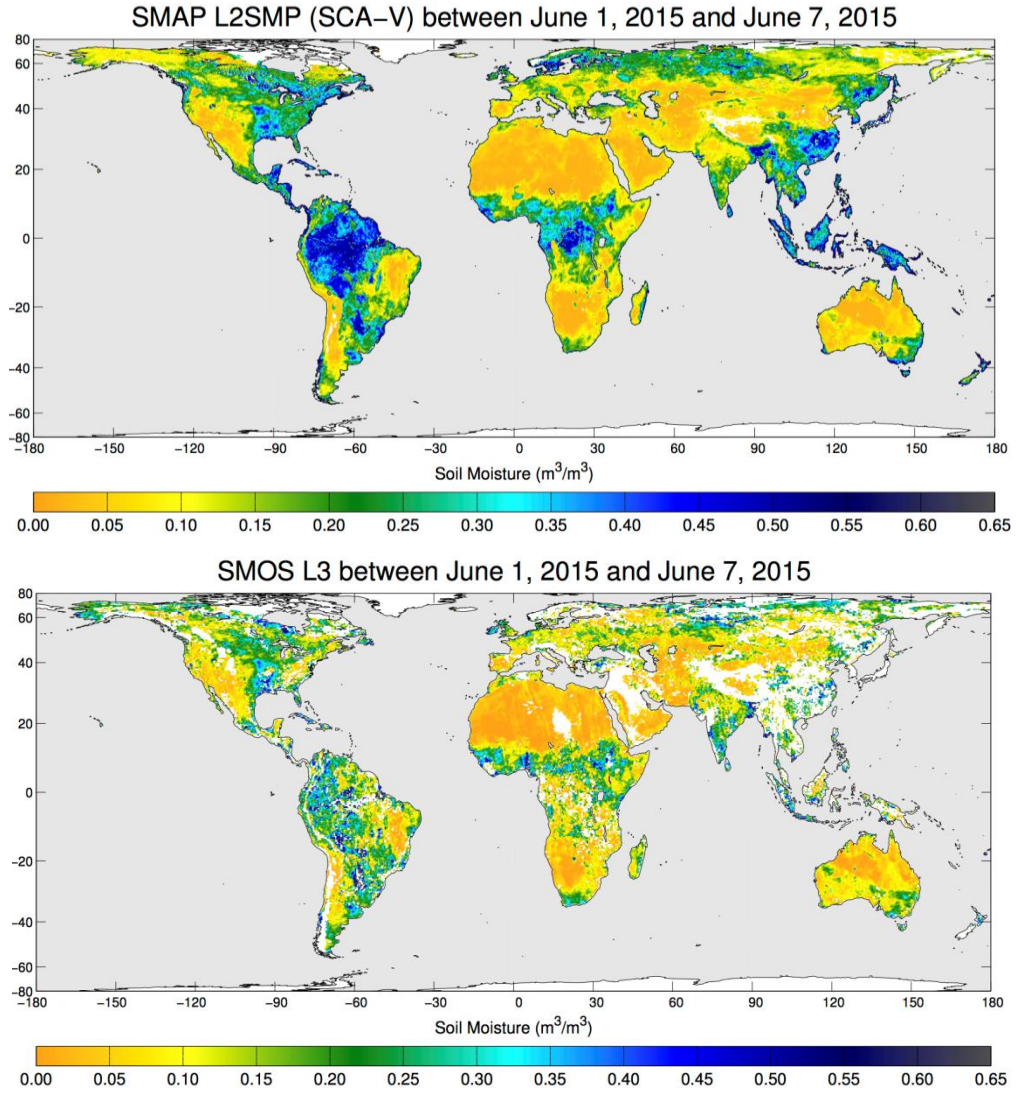 SMAP L2SMP (SCA−V) between June 1, 2015 and June 7, 2015
80
60
40
20
0
−20
−40
−60
−80
−180 −150 −120 −90 −60 −30 0 30 60 90 120 150 180
Soil Moisture (m³/m³)
0.00 0.05 0.10 0.15 0.20 0.25 0.30 0.35 0.40 0.45 0.50 0.55 0.60 0.65
SMOS L3 between June 1, 2015 and June 7, 2015
80
60
40
20
0
−20
−40
−60
−80
−180 −150 −120 −90 −60 −30 0 30 60 90 120 150 180
Soil Moisture (m³/m³)
0.00 0.05 0.10 0.15 0.20 0.25 0.30 0.35 0.40 0.45 0.50 0.55 0.60 0.65